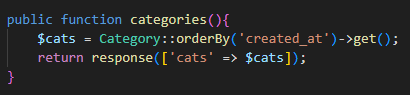 public function categories(){
    $cats = Category::orderBy('created_at')->get();
    return response(['cats' => $cats]);
}